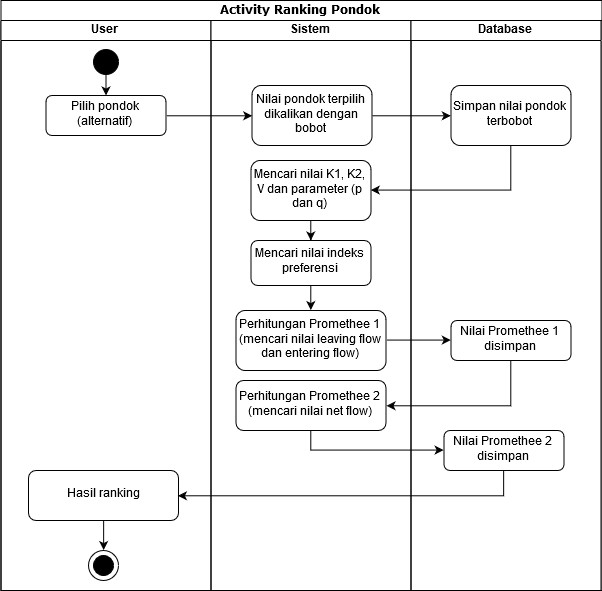 Activity Ranking Pondok
User
Sistem
Database
Pilih pondok
(alternatif)
Nilai pondok terpilih
dikalikan dengan
bobot
Simpan nilai pondok
terbobot
Mencari nilai K1, K2,
V dan parameter (p
dan q)
Mencari nilai indeks
preferensi
Perhitungan Promethee 1
(mencari nilai leaving flow
dan entering flow)
Nilai Promethee 1
disimpan
Perhitungan Promethee 2
(mencari nilai net flow)
Nilai Promethee 2
disimpan
Hasil ranking